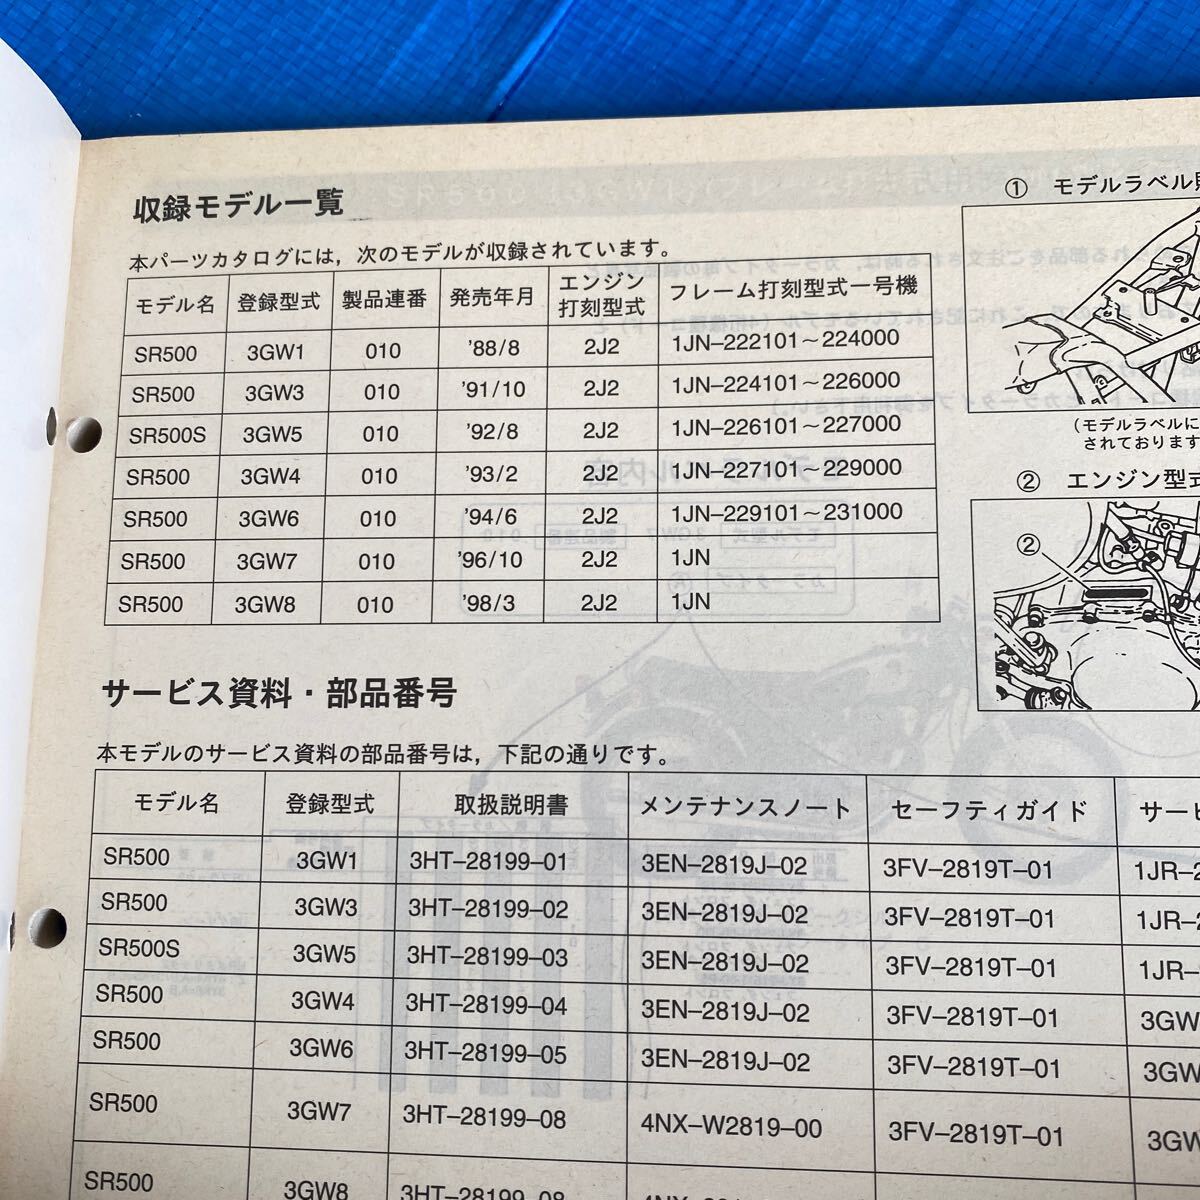 収録モデル一覧
本パーツカタログには，次のモデルが収録されています。
モデル名 登録型式 製品連番 発売年月 エンジン打刻型式 フレーム打刻型式一号機
SR500 3GW1 010 '88/8 2J2 1JN–222101～224000
SR500 3GW3 010 '91/10 2J2 1JN–224101～226000
SR500S 3GW5 010 '92/8 2J2 1JN–226101～227000
SR500 3GW4 010 '93/2 2J2 1JN–227101～229000
SR500 3GW6 010 '94/6 2J2 1JN–229101～231000
SR500 3GW7 010 '96/10 2J2 1JN
SR500 3GW8 010 '98/3 2J2 1JN
① モデルラベル
（モデルラベルに
されております
② エンジン型式
②
サービス資料・部品番号
本モデルのサービス資料の部品番号は，下記の通りです。
モデル名 登録型式 取扱説明書 メンテナンスノート セーフティガイド サービ
SR500 3GW1 3HT–28199–01 3EN–2819J–02 3FV–2819T–01 1JR–2
SR500 3GW3 3HT–28199–02 3EN–2819J–02 3FV–2819T–01 1JR–2
SR500S 3GW5 3HT–28199–03 3EN–2819J–02 3FV–2819T–01 1JR–
SR500 3GW4 3HT–28199–04 3EN–2819J–02 3FV–2819T–01 3GW
SR500 3GW6 3HT–28199–05 3EN–2819J–02 3FV–2819T–01 3GW
SR500 3GW7 3HT–28199–08 4NX–W2819–00 3FV–2819T–01 3GW
SR500 3GW8 3HT–28199–08